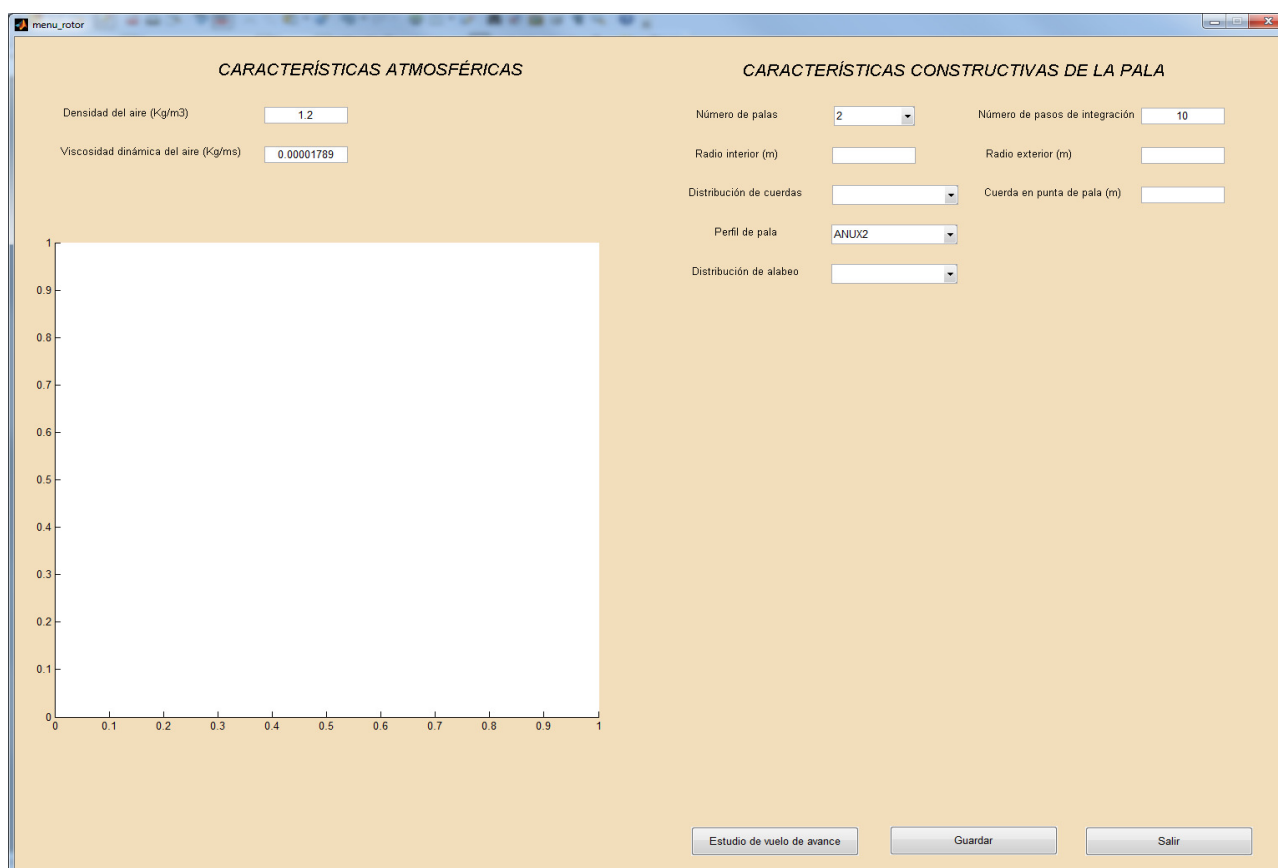 menu_rotor
CARACTERÍSTICAS ATMOSFÉRICAS
Densidad del aire (Kg/m3) 1.2
Viscosidad dinámica del aire (Kg/ms) 0.00001789
CARACTERÍSTICAS CONSTRUCTIVAS DE LA PALA
Número de palas 2 Número de pasos de integración 10
Radio interior (m) Radio exterior (m)
Distribución de cuerdas Cuerda en punta de pala (m)
Perfil de pala ANUX2
Distribución de alabeo
1
0.9
0.8
0.7
0.6
0.5
0.4
0.3
0.2
0.1
0
0 0.1 0.2 0.3 0.4 0.5 0.6 0.7 0.8 0.9 1
Estudio de vuelo de avance Guardar Salir